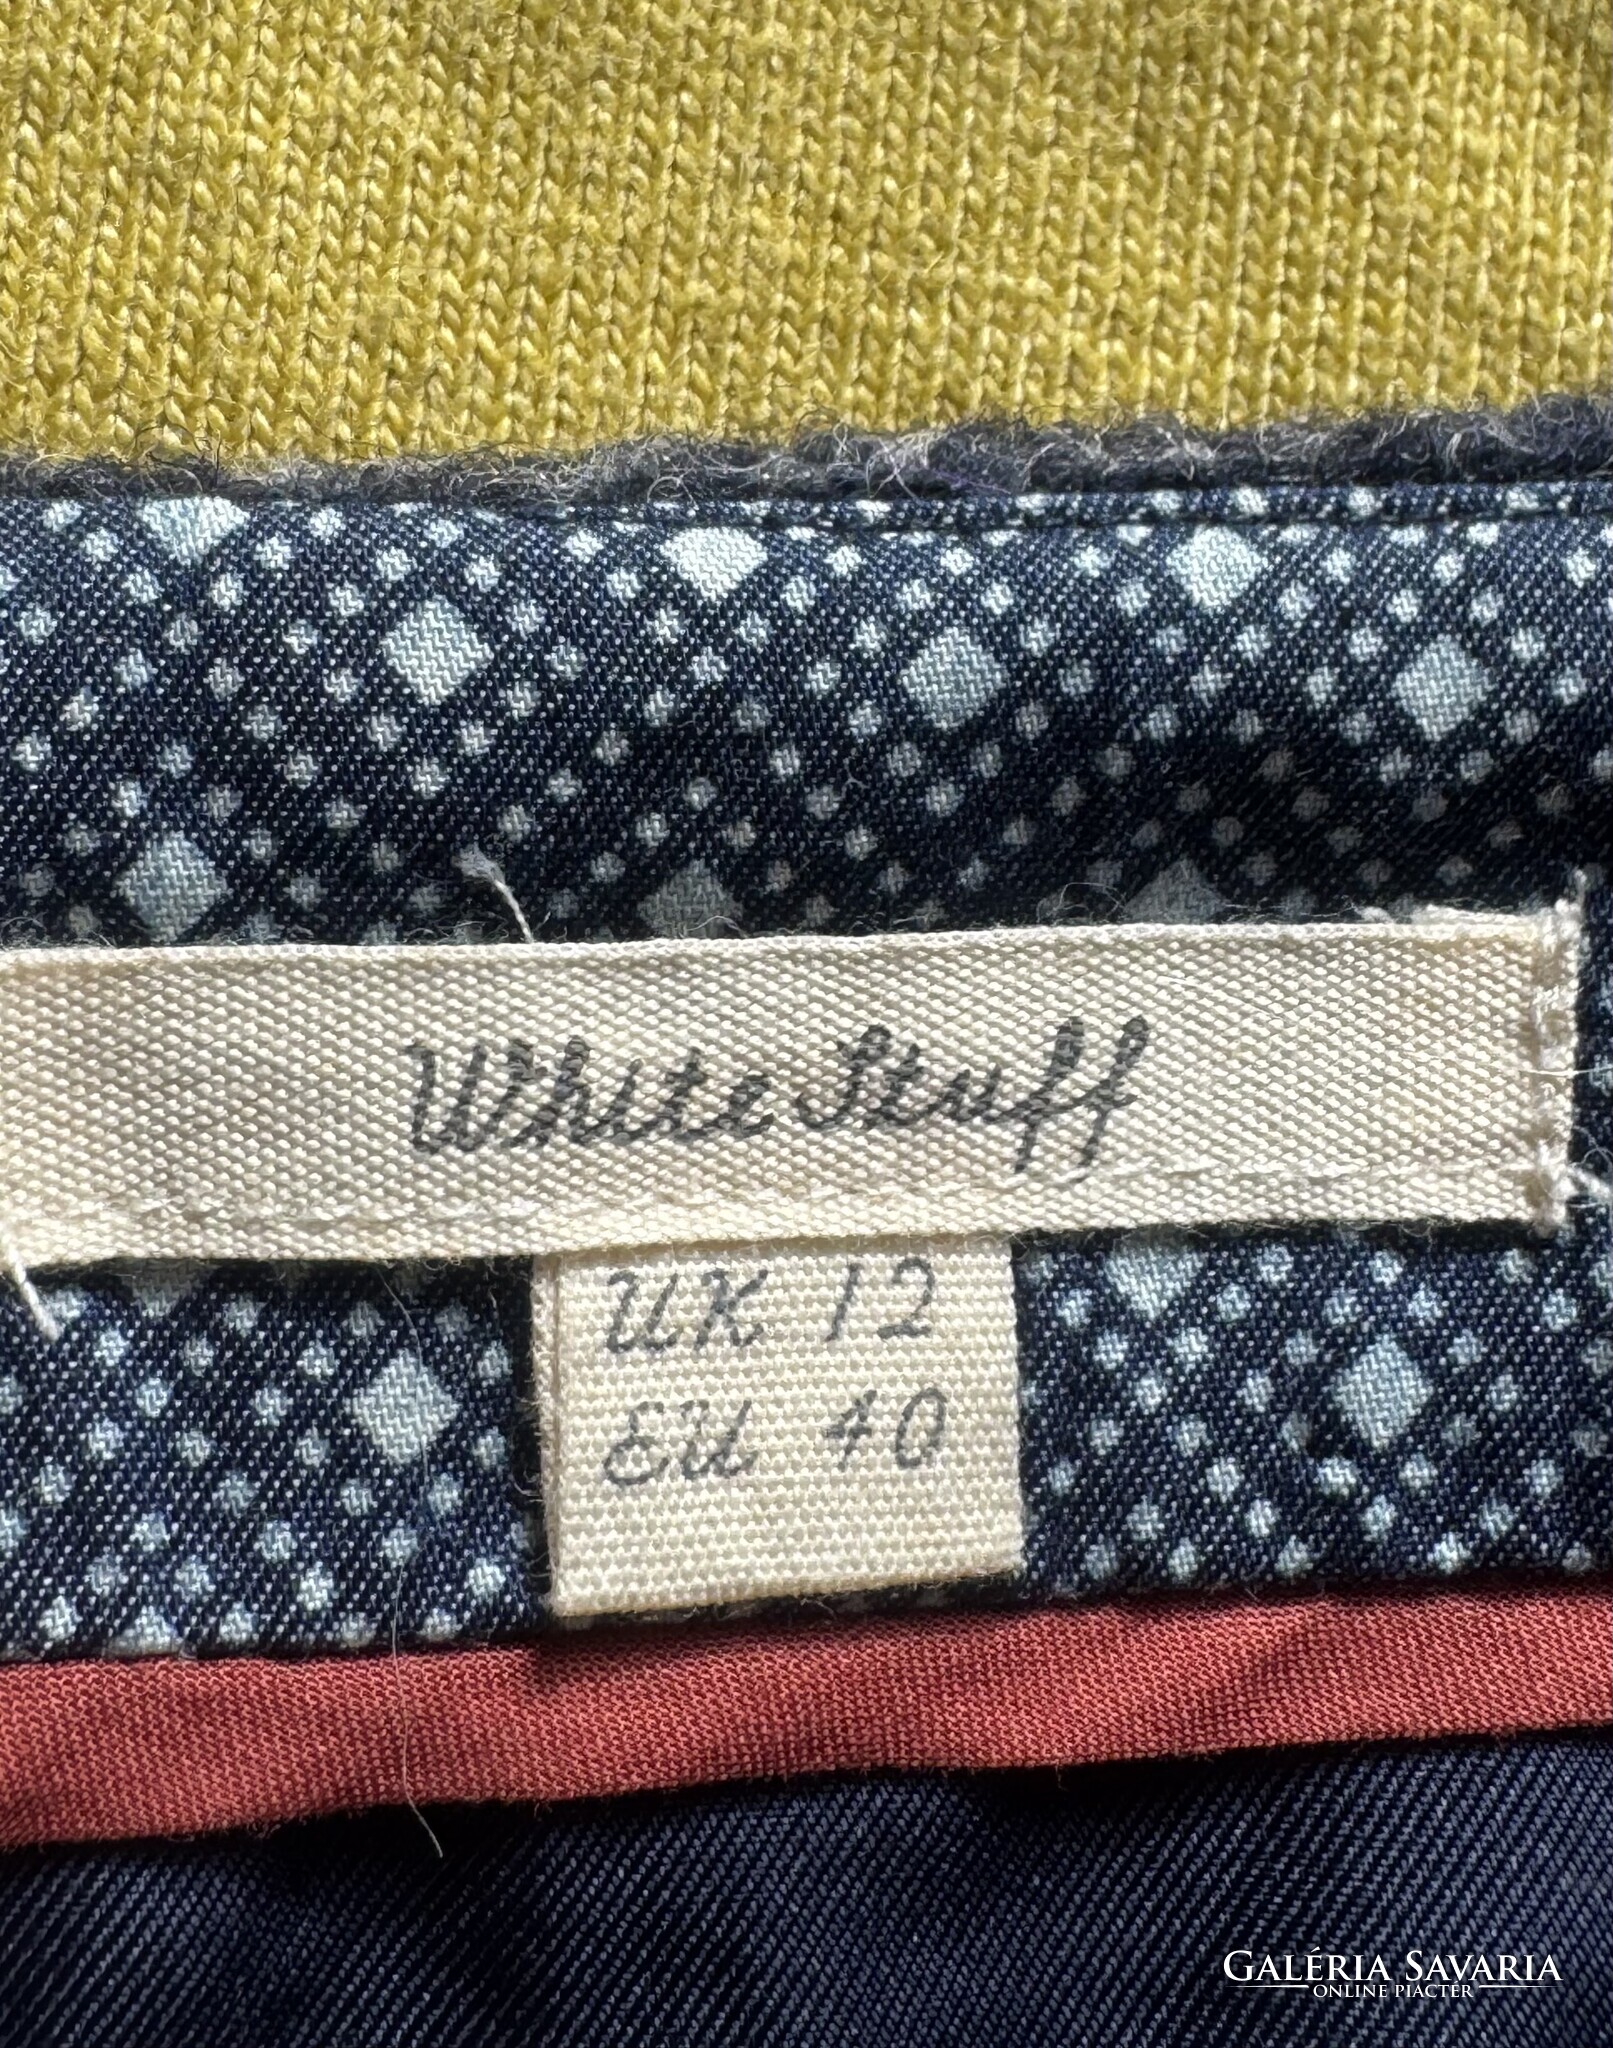 White Stuff
UK 12
EU 40
GALÉRIA SAVARIA
ONLINE PIACTÉR